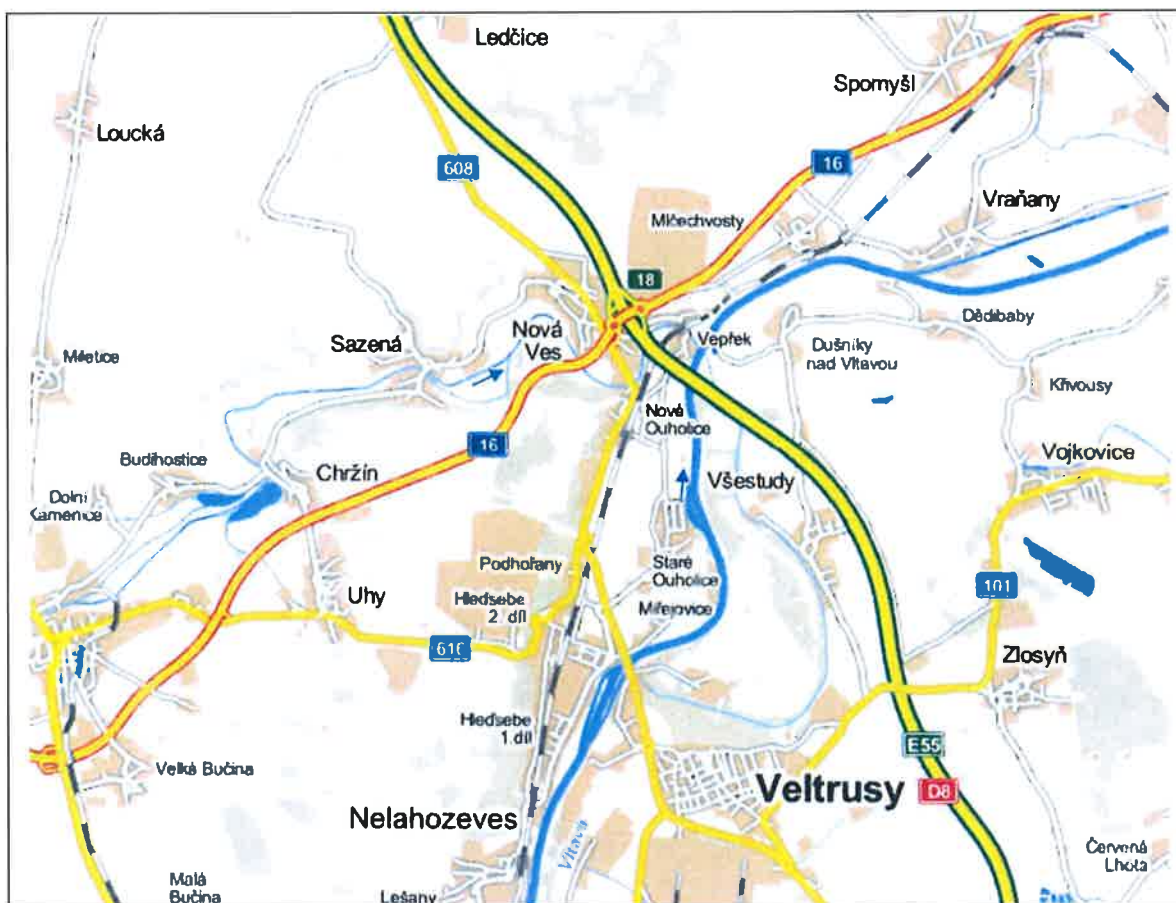 Ledčice
Spomyšl
Loucká
608
16
Vraňany
Mlčechvosty
18
Dědibaby
Nová
Ves
Sazená
Vepřek
Dušníky
nad Vltavou
Miletice
Křivousy
Nové
Ouholice
16
Vojkovice
Budihostice
Chržín
Všestudy
Dolní
Kamenice
Podhořany
Staré
Ouholice
101
Uhy
Hleďsebe
2. díl
Miřejovice
616
Zlosyň
Hleďsebe
1.díl
E55
Velká Bučina
Veltrusy
D8
Nelahozeves
Vltava
Červená
Lhota
Malá
Bučina
Lešany